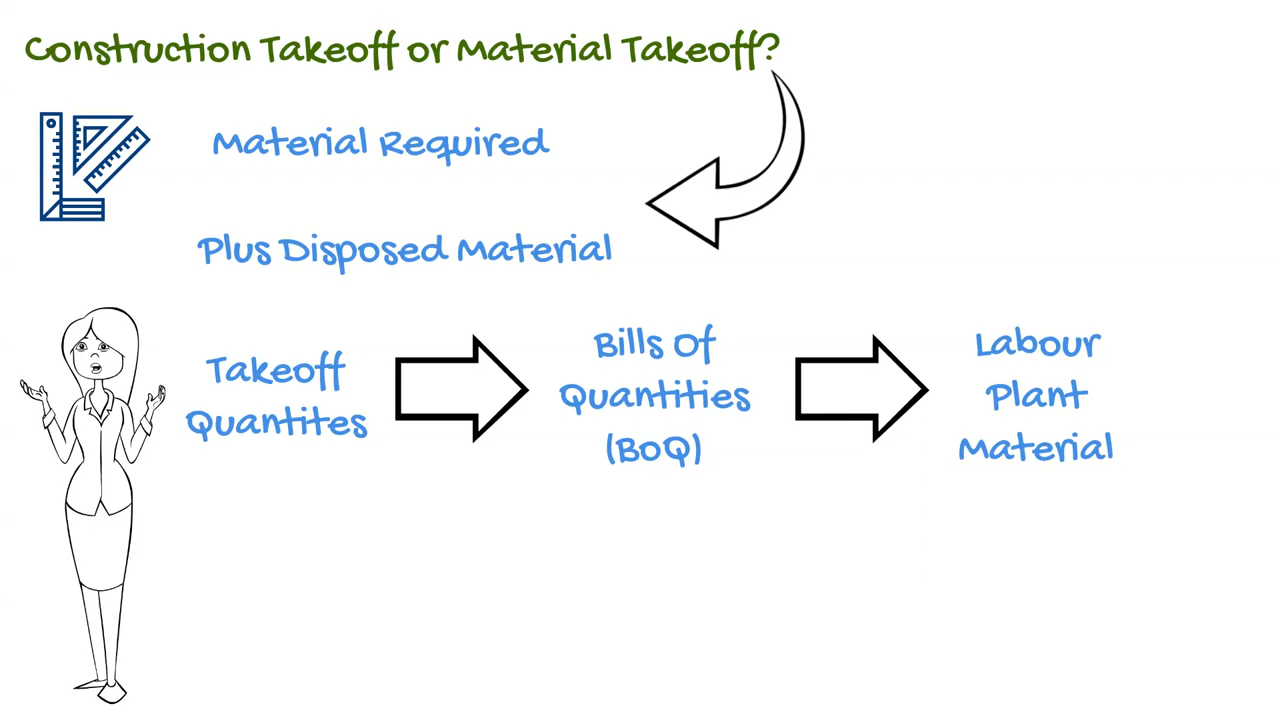 Construction Takeoff or Material Takeoff?
Material Required
Plus Disposed Material
Takeoff
Quantites
Bills Of
Quantities
(BoQ)
Labour
Plant
Material